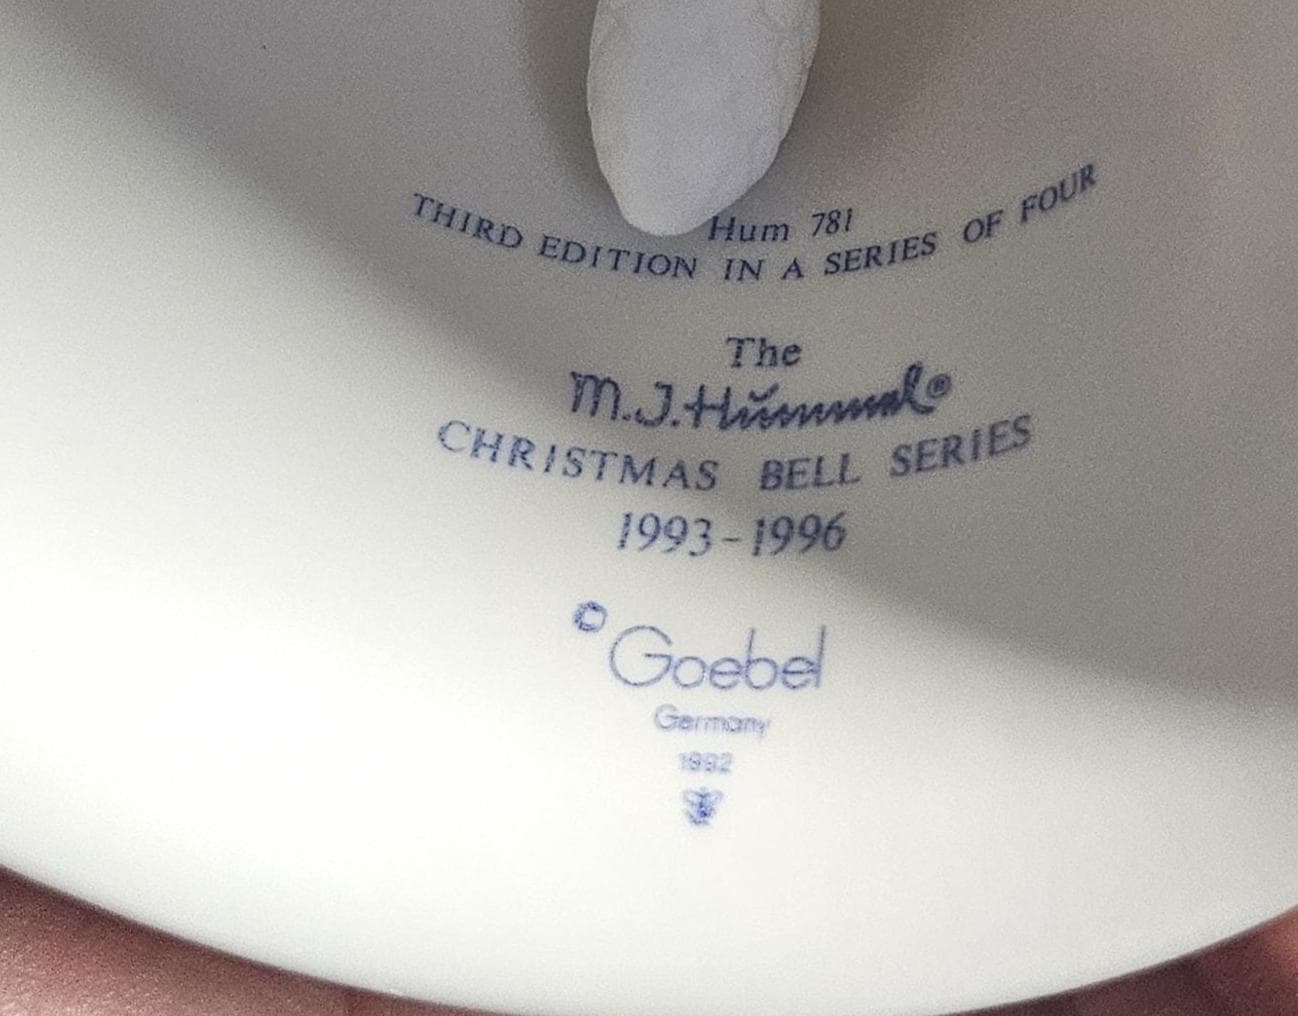 Hum 781
THIRD EDITION IN A SERIES OF FOUR
The
M.J.Hummel®
CHRISTMAS BELL SERIES
1993-1996
© Goebel
Germany
1992